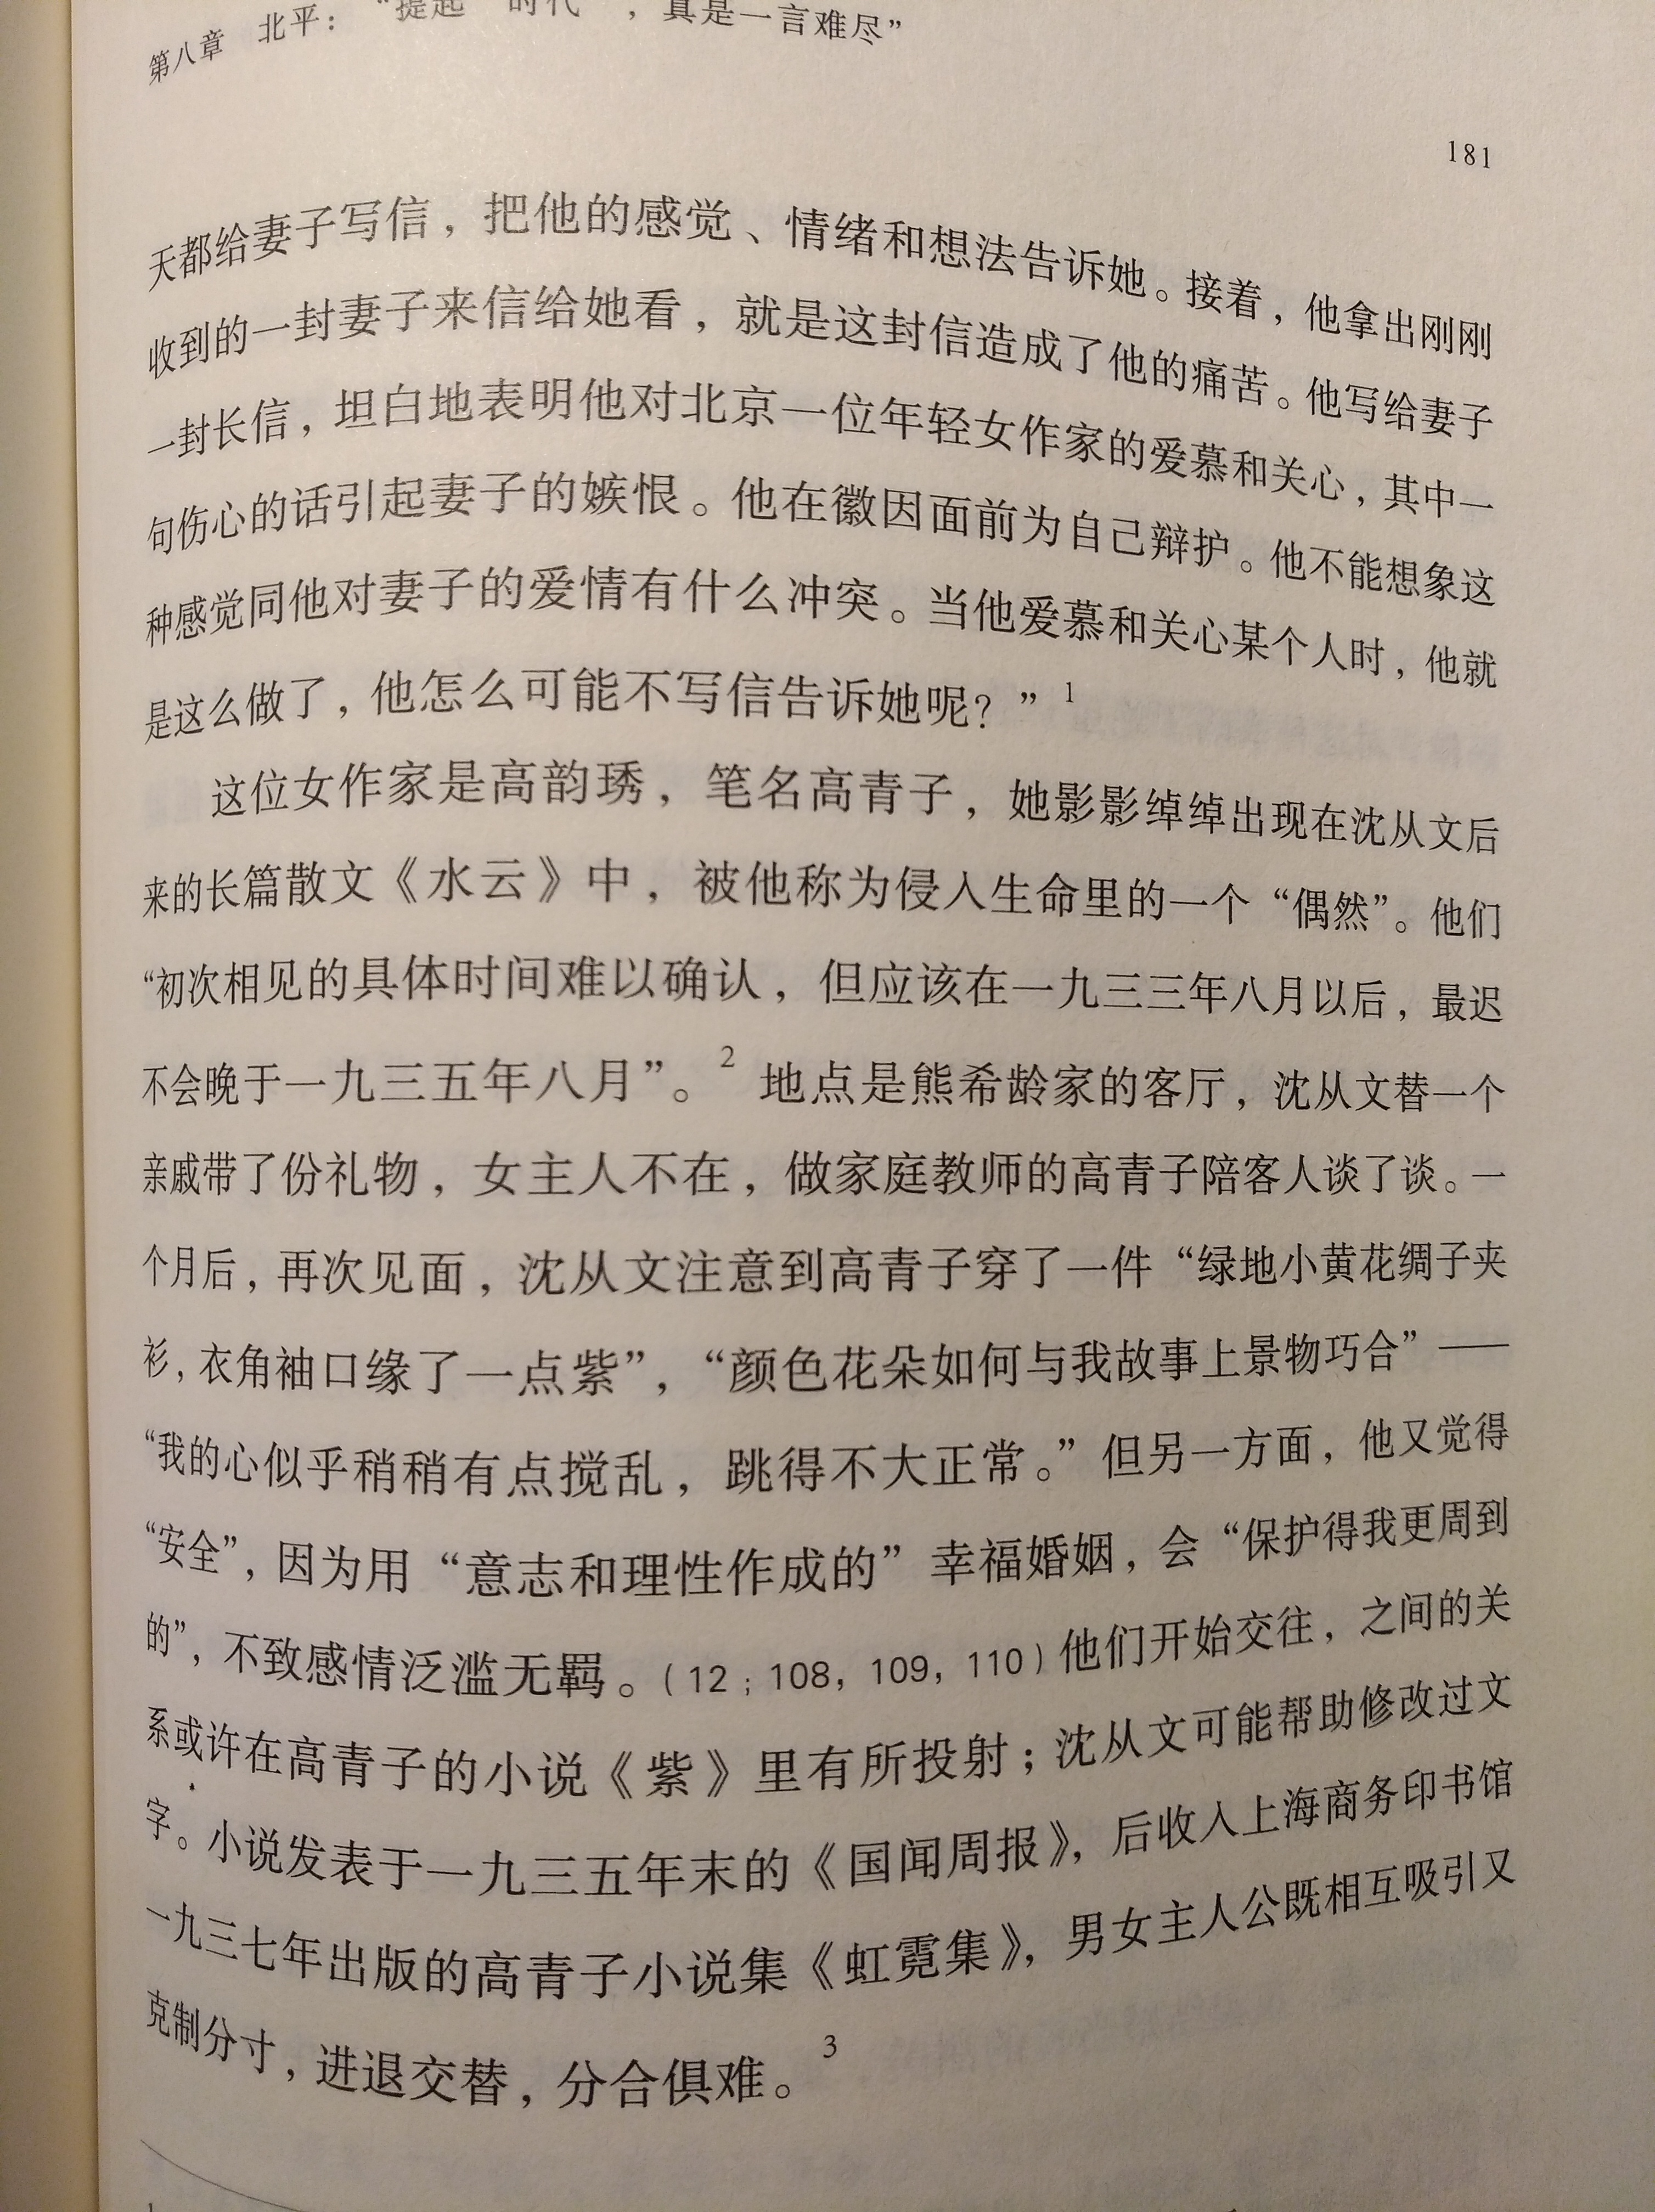 第八章 北平：“提起“时代”，真是一言难尽”
181
天都给妻子写信，把他的感觉、情绪和想法告诉她。接着，他拿出刚刚
收到的一封妻子来信给她看，就是这封信造成了他的痛苦。他写给妻子
一封长信，坦白地表明他对北京一位年轻女作家的爱慕和关心，其中一
句伤心的话引起妻子的嫉恨。他在徽因面前为自己辩护。他不能想象这
种感觉同他对妻子的爱情有什么冲突。当他爱慕和关心某个人时，他就
是这么做了，他怎么可能不写信告诉她呢？”1
这位女作家是高韵琇，笔名高青子，她影影绰绰出现在沈从文后
来的长篇散文《水云》中，被他称为侵入生命里的一个“偶然”。他们
“初次相见的具体时间难以确认，但应该在一九三三年八月以后，最迟
不会晚于一九三五年八月”。2 地点是熊希龄家的客厅，沈从文替一个
亲戚带了份礼物，女主人不在，做家庭教师的高青子陪客人谈了谈。一
个月后，再次见面，沈从文注意到高青子穿了一件“绿地小黄花绸子夹
衫，衣角袖口缘了一点紫”，“颜色花朵如何与我故事上景物巧合”——
“我的心似乎稍稍有点搅乱，跳得不大正常。”但另一方面，他又觉得
“安全”，因为用“意志和理性作成的”幸福婚姻，会“保护得我更周到
的”，不致感情泛滥无羁。(12；108，109，110)他们开始交往，之间的关
系或许在高青子的小说《紫》里有所投射；沈从文可能帮助修改过文
字。小说发表于一九三五年末的《国闻周报》，后收入上海商务印书馆
一九三七年出版的高青子小说集《虹霓集》，男女主人公既相互吸引又
克制分寸，进退交替，分合俱难。3